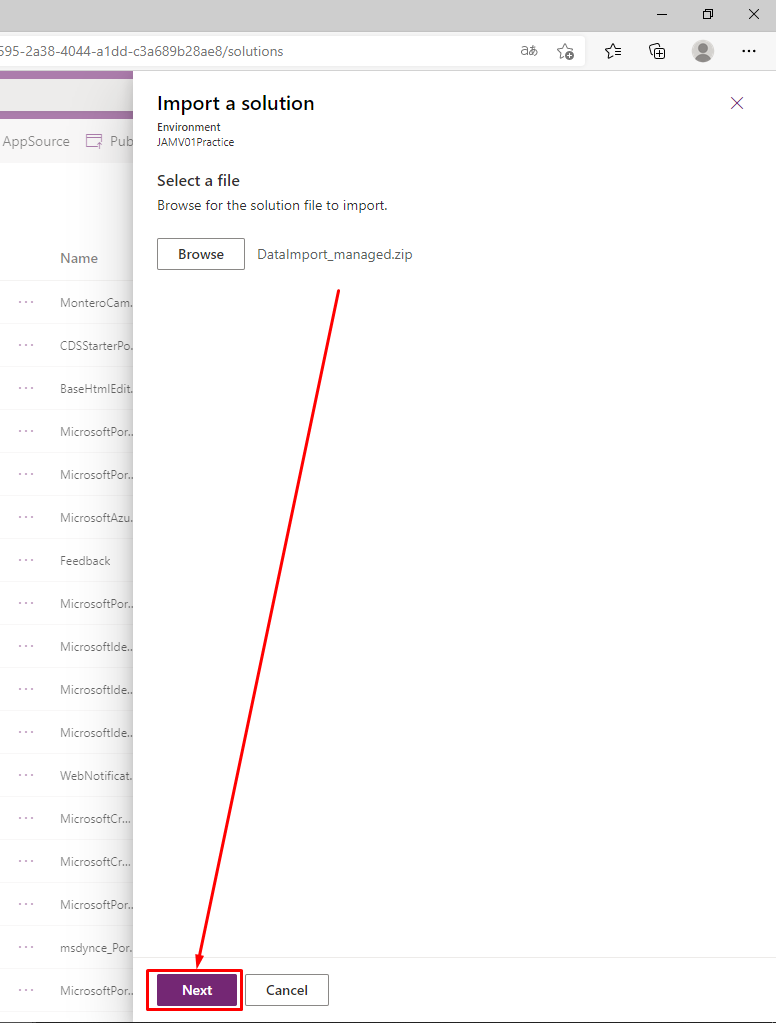 595-2a38-4044-a1dd-c3a689b28ae8/solutions
aあ
Import a solution
Environment
JAMV01Practice
AppSource
Pub
Select a file
Browse for the solution file to import.
Browse
DataImport_managed.zip
Name
MonteroCam...
CDSStarterPo...
BaseHtmlEdit...
MicrosoftPor...
MicrosoftPor...
MicrosoftAzu...
Feedback
MicrosoftPor...
MicrosoftIde...
MicrosoftIde...
MicrosoftIde...
WebNotificat...
MicrosoftCr...
MicrosoftCr...
MicrosoftPor...
msdynce_Por...
MicrosoftPor...
Next
Cancel